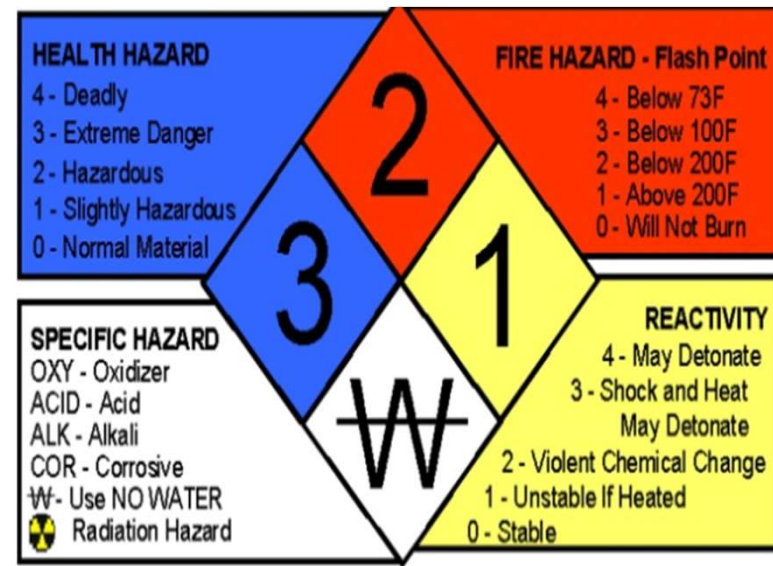 HEALTH HAZARD
4 - Deadly
3 - Extreme Danger
2 - Hazardous
1 - Slightly Hazardous
0 - Normal Material
2
FIRE HAZARD - Flash Point
4 - Below 73F
3 - Below 100F
2 - Below 200F
1 - Above 200F
0 - Will Not Burn
3
1
SPECIFIC HAZARD
OXY - Oxidizer
ACID - Acid
ALK - Alkali
COR - Corrosive
W̶ - Use NO WATER
Radiation Hazard
W̶
REACTIVITY
4 - May Detonate
3 - Shock and Heat
May Detonate
2 - Violent Chemical Change
1 - Unstable If Heated
0 - Stable